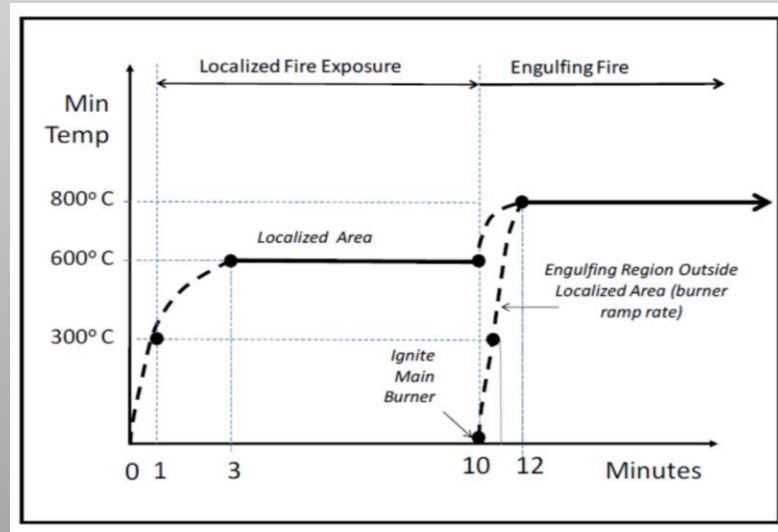 Localized Fire Exposure
Engulfing Fire
Min
Temp
800° C
Localized Area
600° C
Engulfing Region Outside
Localized Area (burner
ramp rate)
300° C
Ignite
Main
Burner
0 1 3 10 12 Minutes